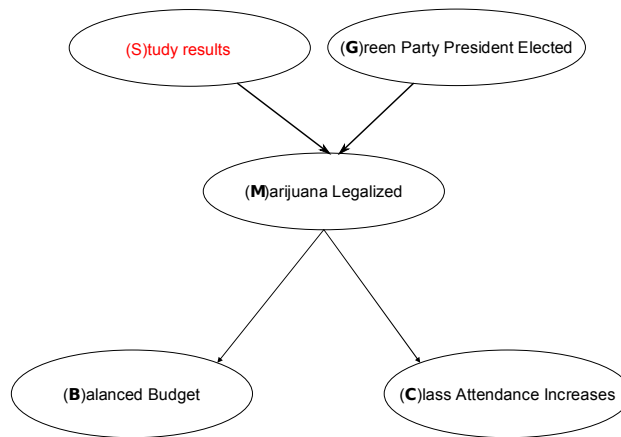 (S)tudy results
(G)reen Party President Elected
(M)arijuana Legalized
(B)alanced Budget
(C)lass Attendance Increases